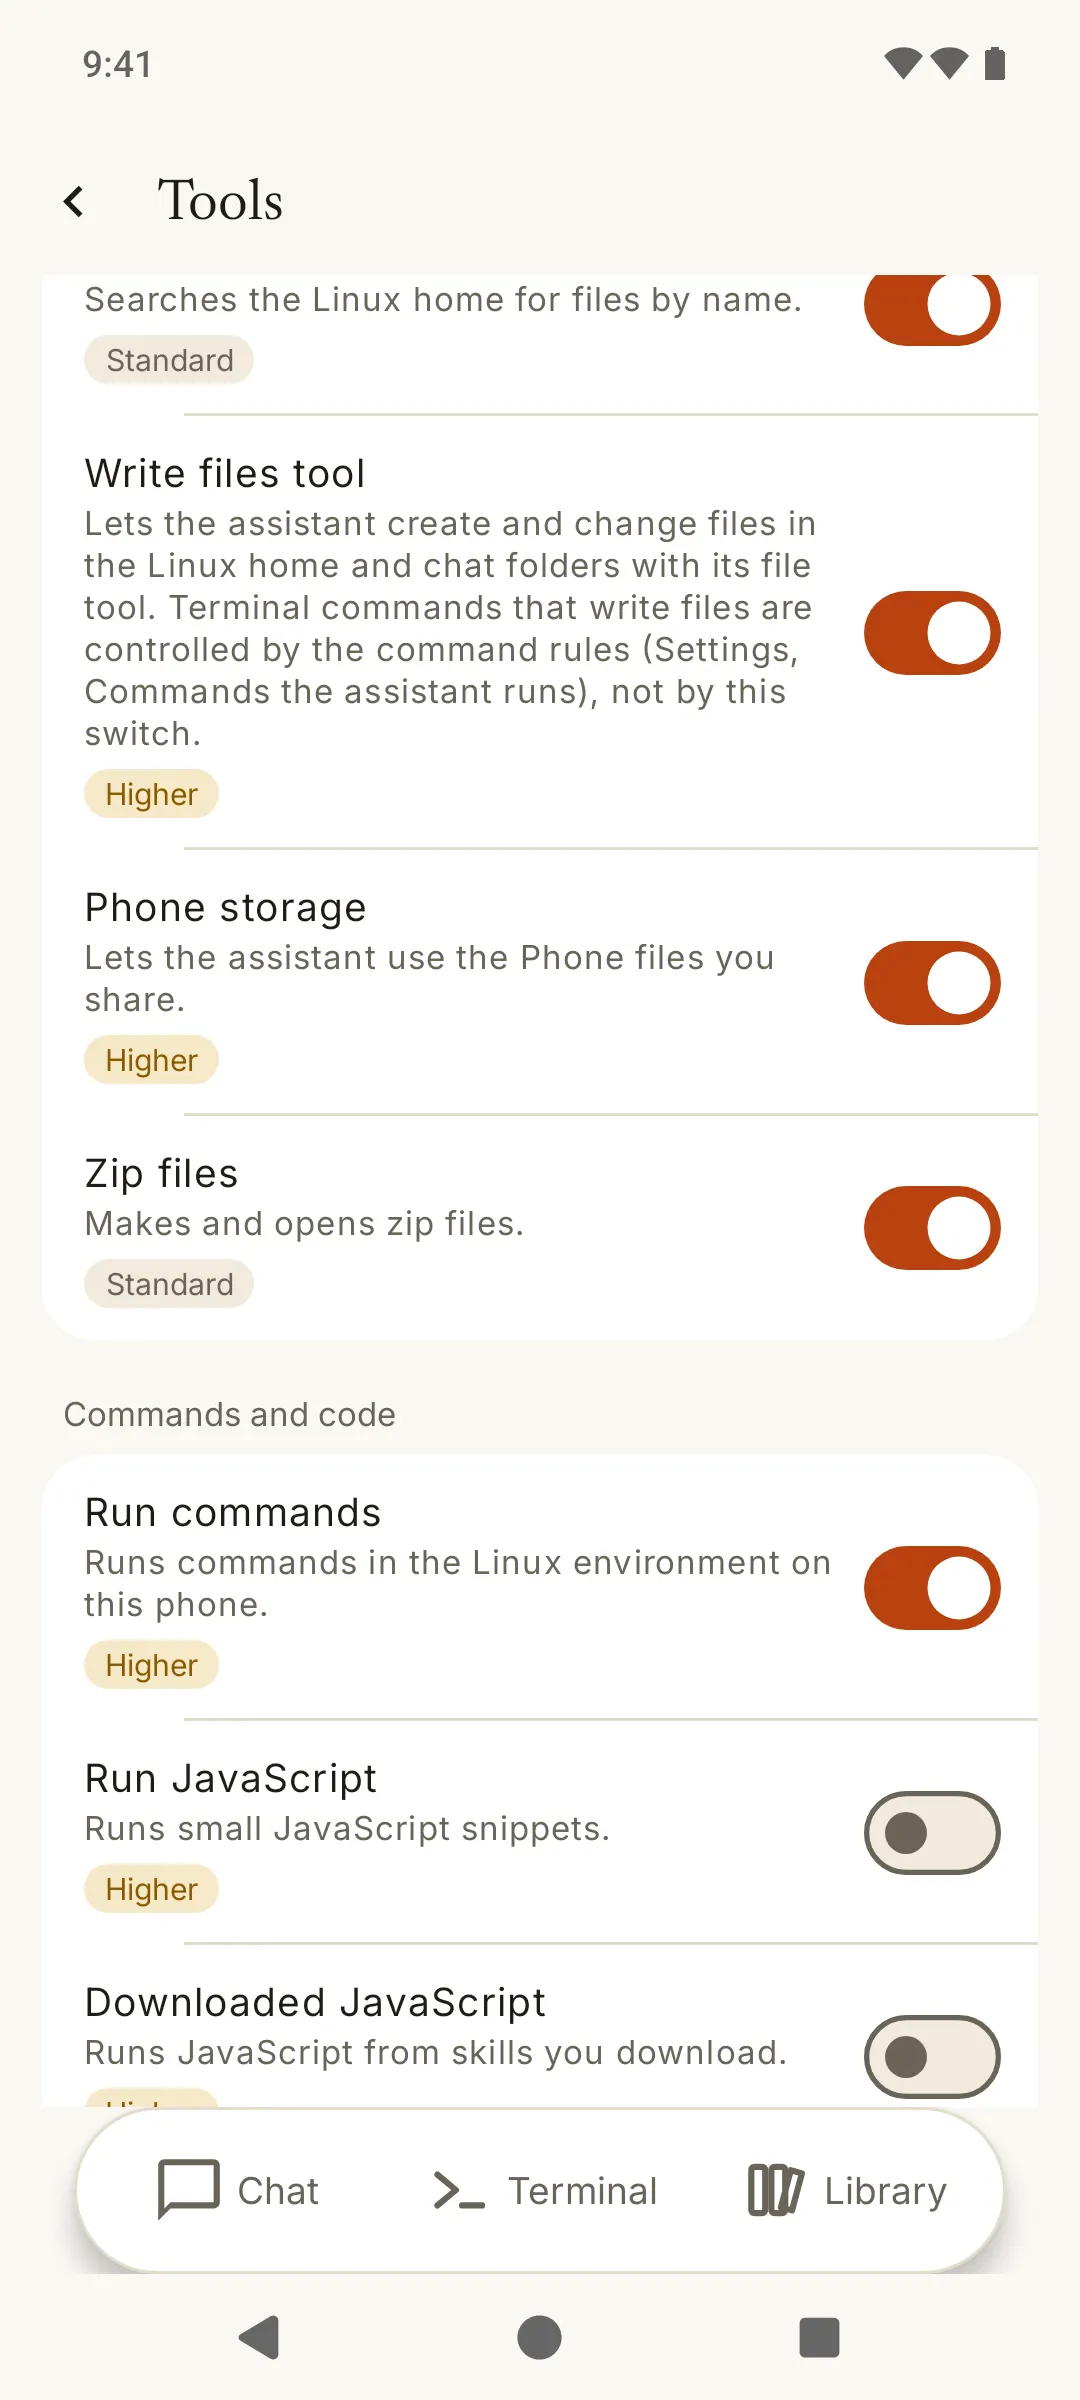 9:41
Tools
Searches the Linux home for files by name.
Standard
Write files tool
Lets the assistant create and change files in
the Linux home and chat folders with its file
tool. Terminal commands that write files are
controlled by the command rules (Settings,
Commands the assistant runs), not by this
switch.
Higher
Phone storage
Lets the assistant use the Phone files you
share.
Higher
Zip files
Makes and opens zip files.
Standard
Commands and code
Run commands
Runs commands in the Linux environment on
this phone.
Higher
Run JavaScript
Runs small JavaScript snippets.
Higher
Downloaded JavaScript
Runs JavaScript from skills you download.
Chat
Terminal
Library